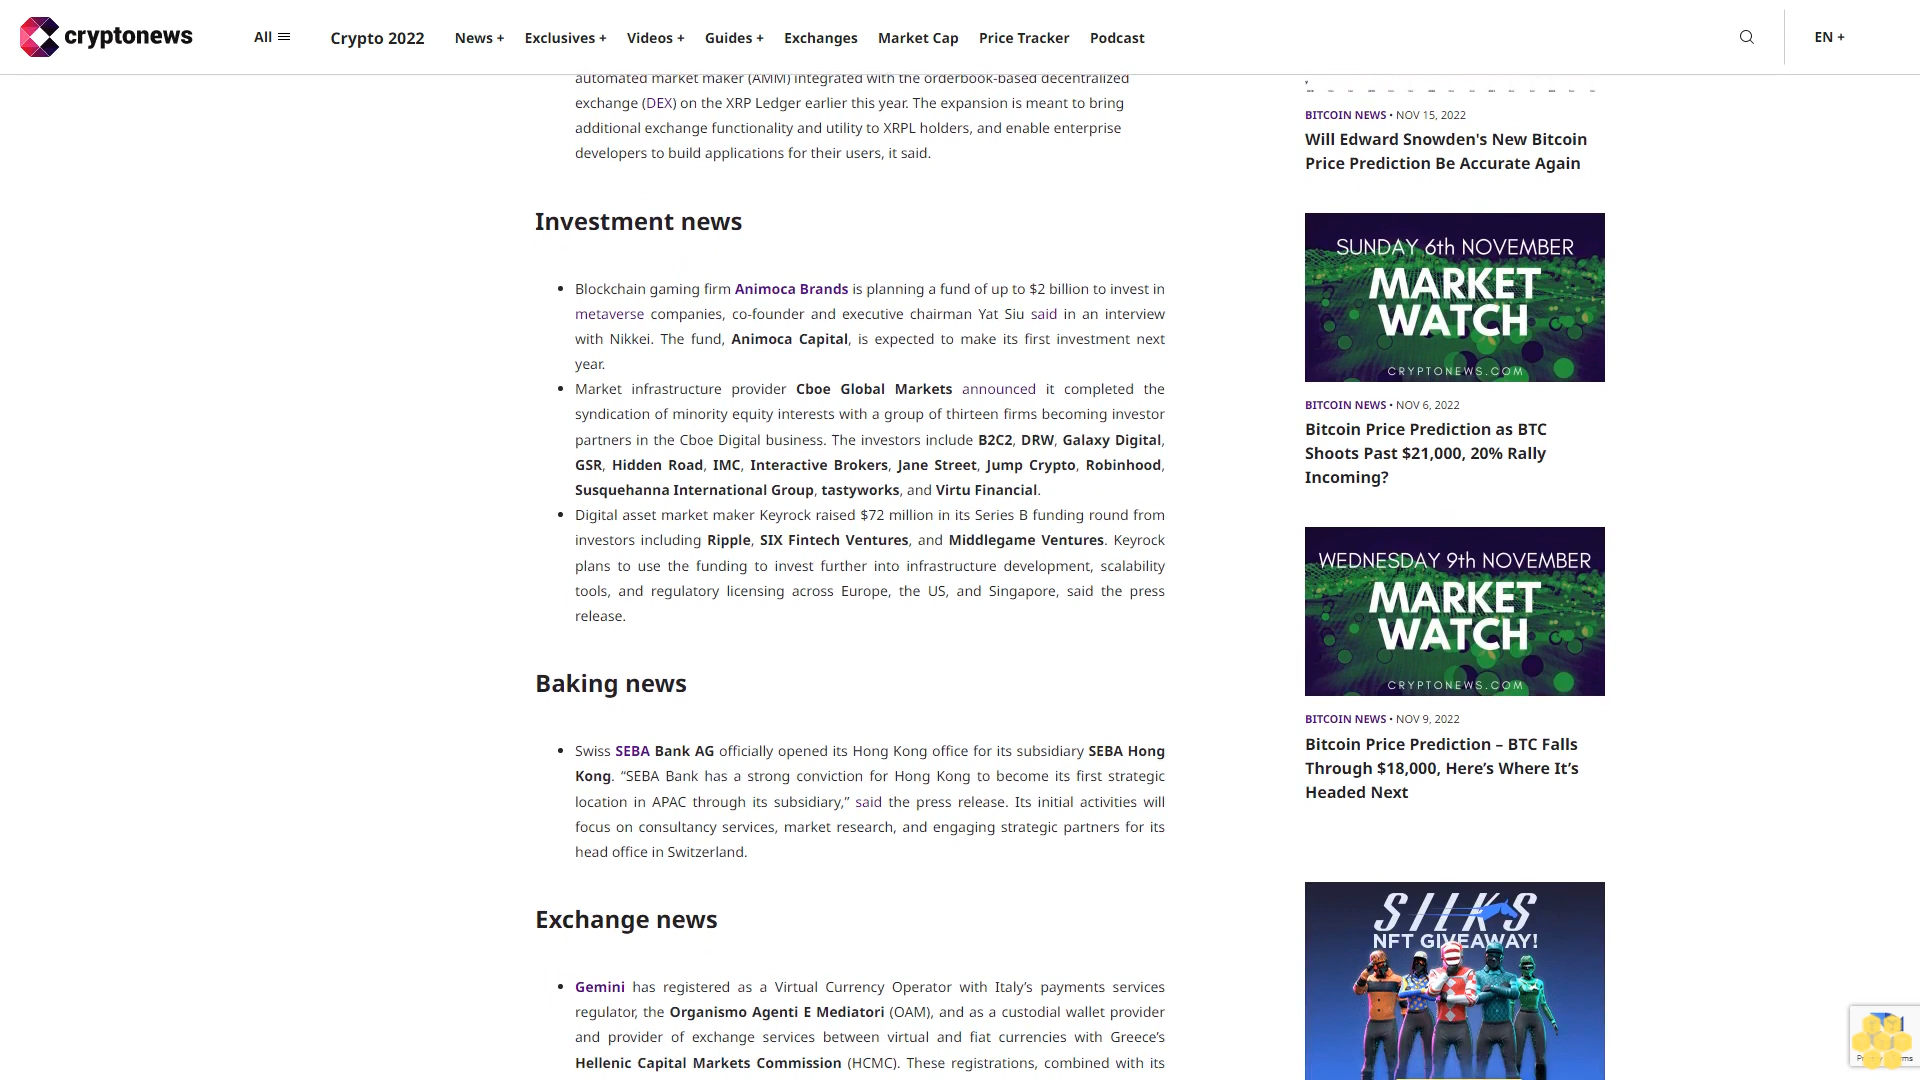 cryptonews
All
Crypto 2022
News +
Exclusives +
Videos +
Guides +
Exchanges
Market Cap
Price Tracker
Podcast
EN +
automated market maker (AMM) integrated with the orderbook-based decentralized
exchange (DEX) on the XRP Ledger earlier this year. The expansion is meant to bring
additional exchange functionality and utility to XRPL holders, and enable enterprise
developers to build applications for their users, it said.
Investment news
• Blockchain gaming firm Animoca Brands is planning a fund of up to $2 billion to invest in
metaverse companies, co-founder and executive chairman Yat Siu said in an interview
with Nikkei. The fund, Animoca Capital, is expected to make its first investment next
year.
• Market infrastructure provider Cboe Global Markets announced it completed the
syndication of minority equity interests with a group of thirteen firms becoming investor
partners in the Cboe Digital business. The investors include B2C2, DRW, Galaxy Digital,
GSR, Hidden Road, IMC, Interactive Brokers, Jane Street, Jump Crypto, Robinhood,
Susquehanna International Group, tastyworks, and Virtu Financial.
• Digital asset market maker Keyrock raised $72 million in its Series B funding round from
investors including Ripple, SIX Fintech Ventures, and Middlegame Ventures. Keyrock
plans to use the funding to invest further into infrastructure development, scalability
tools, and regulatory licensing across Europe, the US, and Singapore, said the press
release.
Baking news
• Swiss SEBA Bank AG officially opened its Hong Kong office for its subsidiary SEBA Hong
Kong. “SEBA Bank has a strong conviction for Hong Kong to become its first strategic
location in APAC through its subsidiary,” said the press release. Its initial activities will
focus on consultancy services, market research, and engaging strategic partners for its
head office in Switzerland.
Exchange news
• Gemini has registered as a Virtual Currency Operator with Italy’s payments services
regulator, the Organismo Agenti E Mediatori (OAM), and as a custodial wallet provider
and provider of exchange services between virtual and fiat currencies with Greece’s
Hellenic Capital Markets Commission (HCMC). These registrations, combined with its
BITCOIN NEWS • NOV 15, 2022
Will Edward Snowden's New Bitcoin
Price Prediction Be Accurate Again
SUNDAY 6th NOVEMBER
MARKET
WATCH
CRYPTONEWS.COM
BITCOIN NEWS • NOV 6, 2022
Bitcoin Price Prediction as BTC
Shoots Past $21,000, 20% Rally
Incoming?
WEDNESDAY 9th NOVEMBER
MARKET
WATCH
CRYPTONEWS.COM
BITCOIN NEWS • NOV 9, 2022
Bitcoin Price Prediction – BTC Falls
Through $18,000, Here’s Where It’s
Headed Next
SILKS
NFT GIVEAWAY!